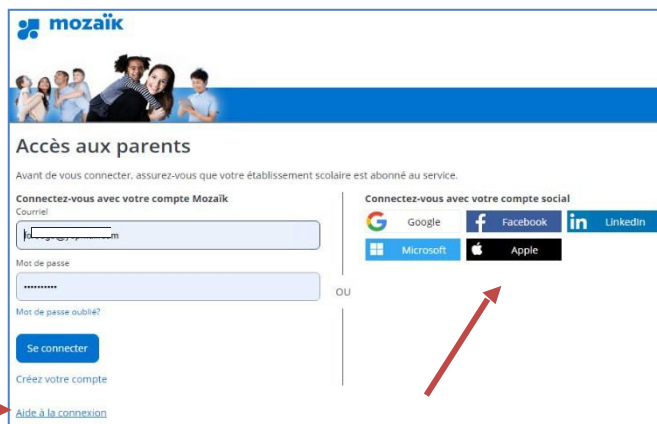 mozaïk
Accès aux parents
Avant de vous connecter, assurez-vous que votre établissement scolaire est abonné au service.
Connectez-vous avec votre compte Mozaïk
Courriel
Mot de passe
••••••••••
Mot de passe oublié?
Se connecter
Créez votre compte
Aide à la connexion
OU
Connectez-vous avec votre compte social
Google
Facebook
LinkedIn
Microsoft
Apple